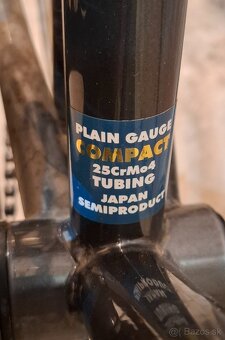 PLAIN GAUGE
COMPACT
25CrMo4
TUBING
JAPAN
SEMIPRODUCT
© Bazos.sk